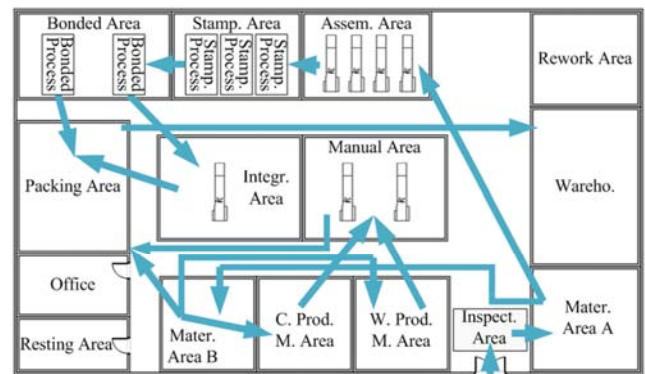 Bonded Area
Stamp. Area
Assem. Area
Bonded
Process
Bonded
Process
Stamp.
Process
Stamp.
Process
Stamp.
Process
Rework Area
Packing Area
Integr.
Area
Manual Area
Wareho.
Office
Resting Area
Mater.
Area B
C. Prod.
M. Area
W. Prod.
M. Area
Inspect.
Area
Mater.
Area A